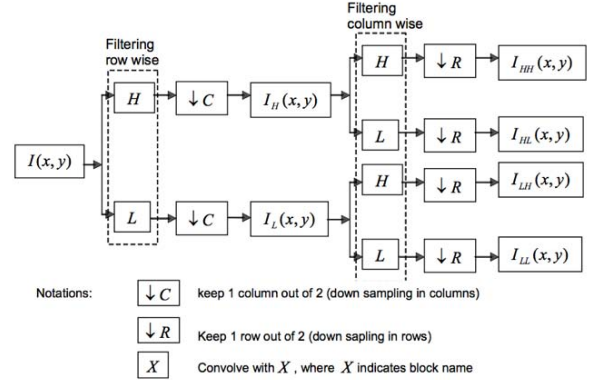 Filtering
column wise
Filtering
row wise
H ↓C I_H(x,y) H ↓R I_HH(x,y)
I(x,y) L ↓R I_HL(x,y)
H ↓R I_LH(x,y)
L ↓C I_L(x,y)
L ↓R I_LL(x,y)
Notations:
↓C keep 1 column out of 2 (down sampling in columns)
↓R Keep 1 row out of 2 (down sapling in rows)
X Convolve with X , where X indicates block name